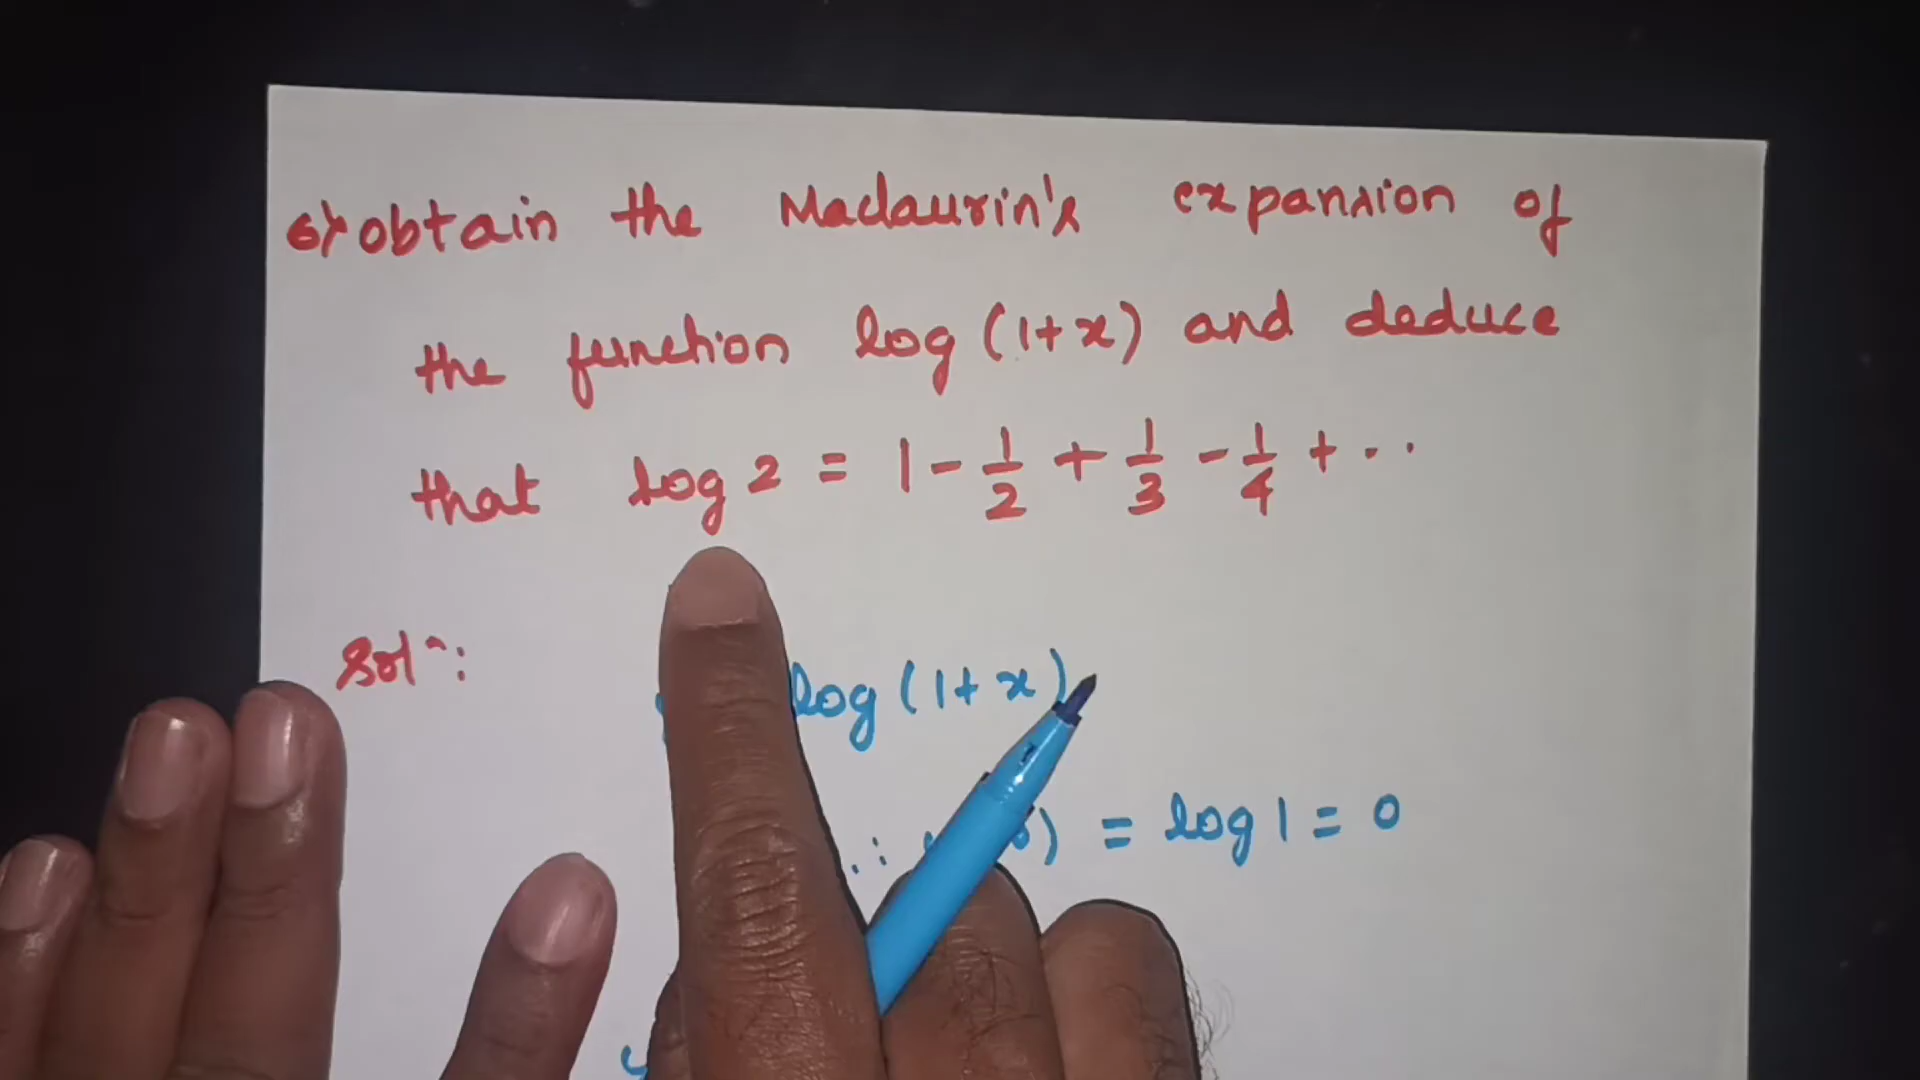 6) obtain the Maclaurin's expansion of
the function log (1+x) and deduce
that log 2 = 1 - 1/2 + 1/3 - 1/4 + ..
Solⁿ:
log (1+x)
∴ ) = log 1 = 0